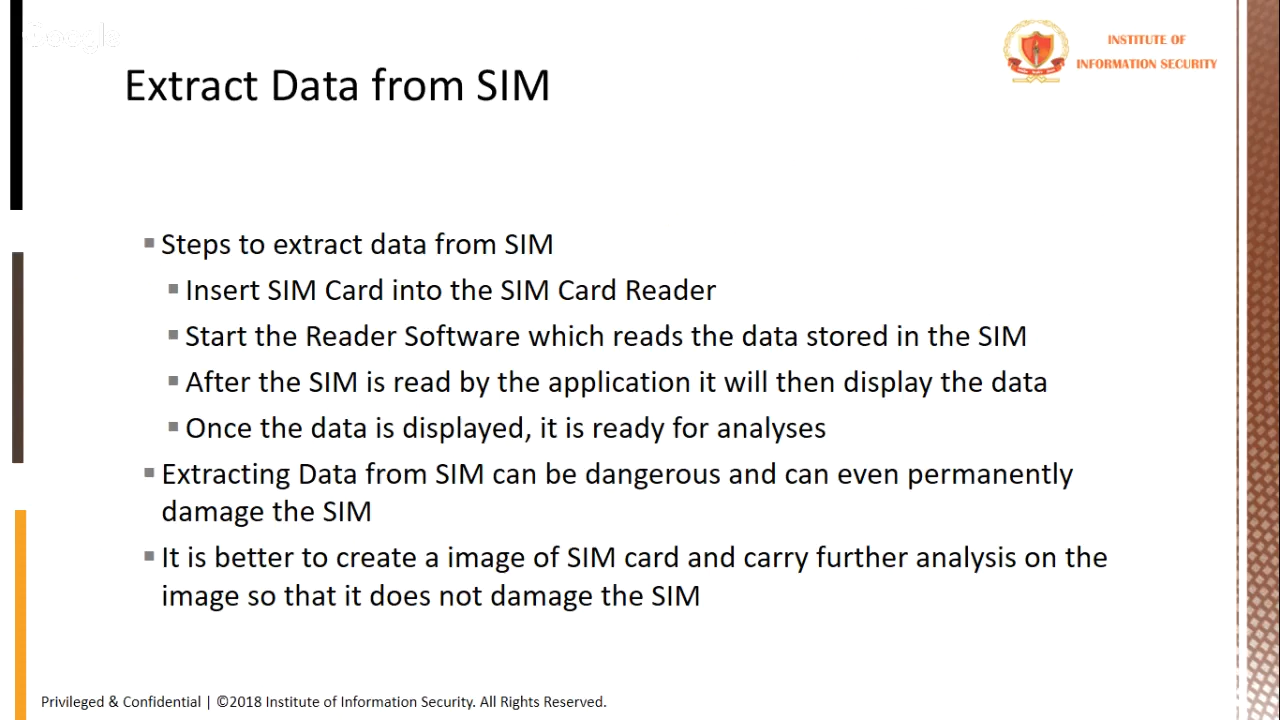 Google
INSTITUTE OF
INFORMATION SECURITY
Extract Data from SIM
Steps to extract data from SIM
Insert SIM Card into the SIM Card Reader
Start the Reader Software which reads the data stored in the SIM
After the SIM is read by the application it will then display the data
Once the data is displayed, it is ready for analyses
Extracting Data from SIM can be dangerous and can even permanently
damage the SIM
It is better to create a image of SIM card and carry further analysis on the
image so that it does not damage the SIM
Privileged & Confidential | ©2018 Institute of Information Security. All Rights Reserved.